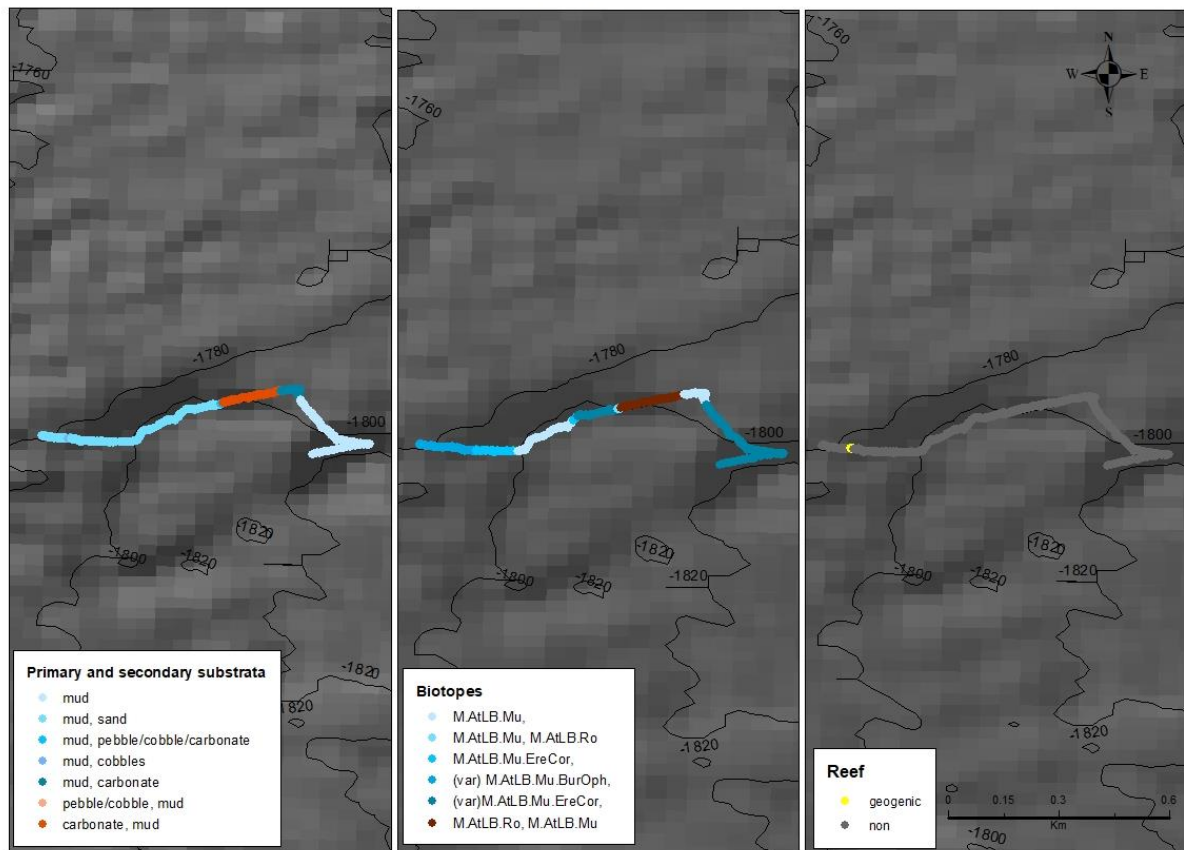 -1760
-1760
-1760
N
W E
S
-1780
-1780
-1780
-1800
-1800
-1800
-1820
-1820
-1820
-1800
-1820
-1800
-1820
-1820
-1800
-1820
-1820
-1820
-1820
-1820
-1820
-1800
Primary and secondary substrata
mud
mud, sand
mud, pebble/cobble/carbonate
mud, cobbles
mud, carbonate
pebble/cobble, mud
carbonate, mud
Biotopes
M.AtLB.Mu,
M.AtLB.Mu, M.AtLB.Ro
M.AtLB.Mu.EreCor,
(var) M.AtLB.Mu.BurOph,
(var)M.AtLB.Mu.EreCor,
M.AtLB.Ro, M.AtLB.Mu
Reef
geogenic
non
0 0.15 0.3 0.6
Km